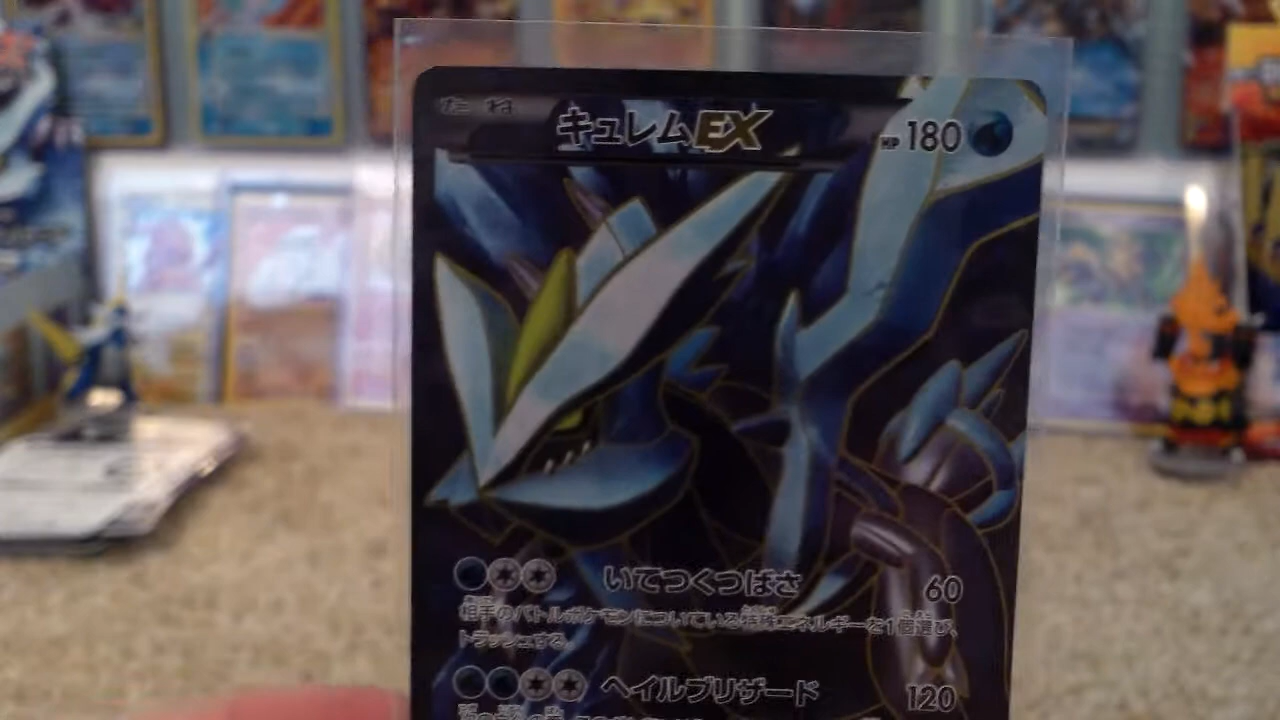 たね
キュレムEX
HP 180
いてつくつばさ 60
相手のバトルポケモンについている特殊エネルギーを1個選び、
トラッシュする。
ヘイルブリザード 120